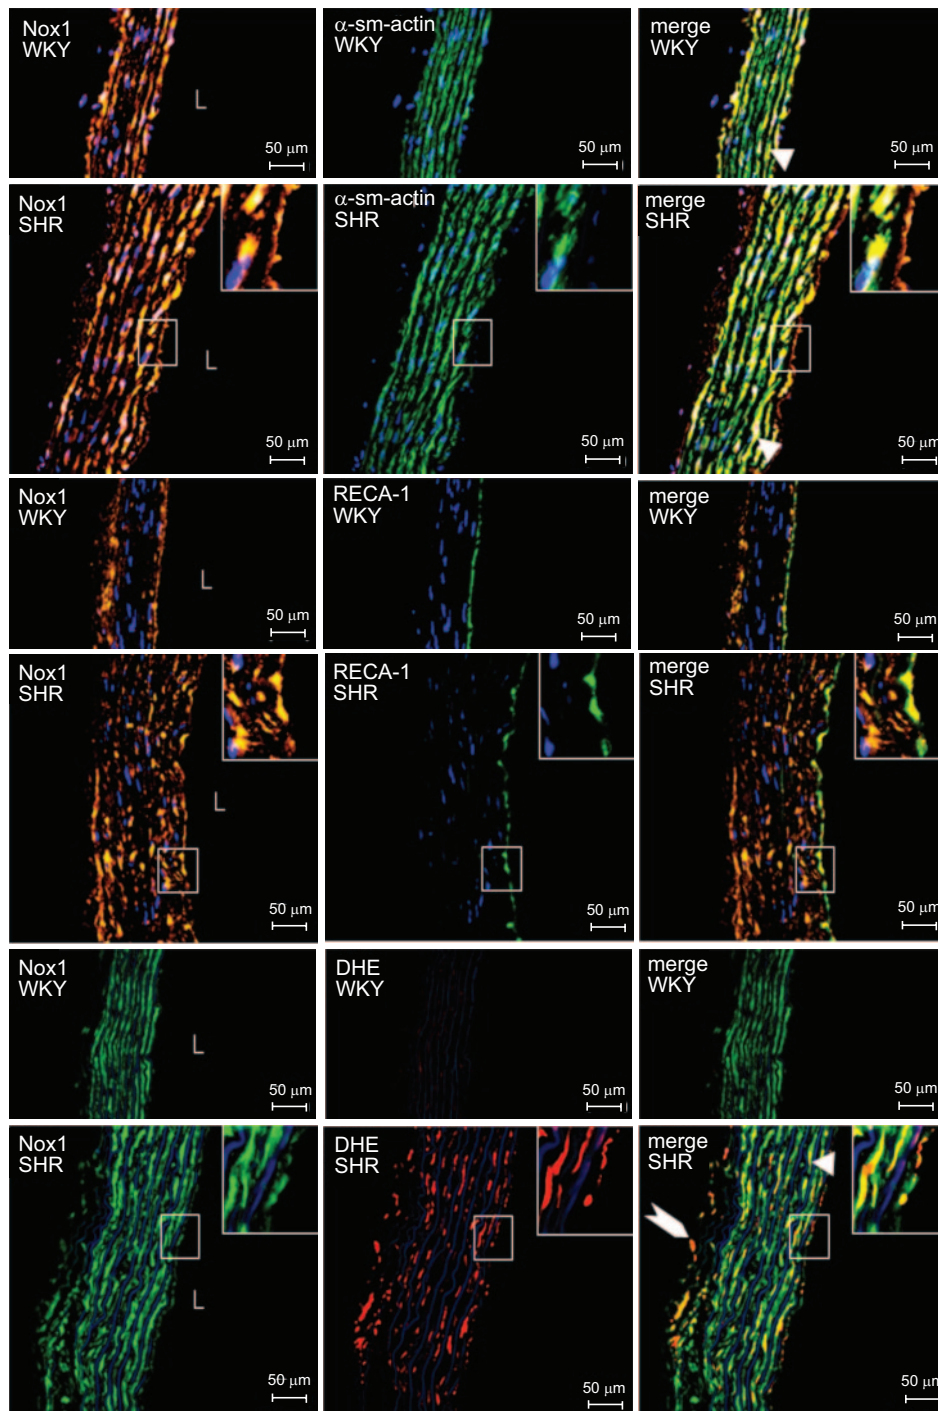 Nox1
WKY
L
50 μm
α-sm-actin
WKY
50 μm
merge
WKY
50 μm
Nox1
SHR
L
50 μm
α-sm-actin
SHR
50 μm
merge
SHR
50 μm
Nox1
WKY
L
50 μm
RECA-1
WKY
50 μm
merge
WKY
50 μm
Nox1
SHR
L
50 μm
RECA-1
SHR
50 μm
merge
SHR
50 μm
Nox1
WKY
L
50 μm
DHE
WKY
50 μm
merge
WKY
50 μm
Nox1
SHR
L
50 μm
DHE
SHR
50 μm
merge
SHR
50 μm